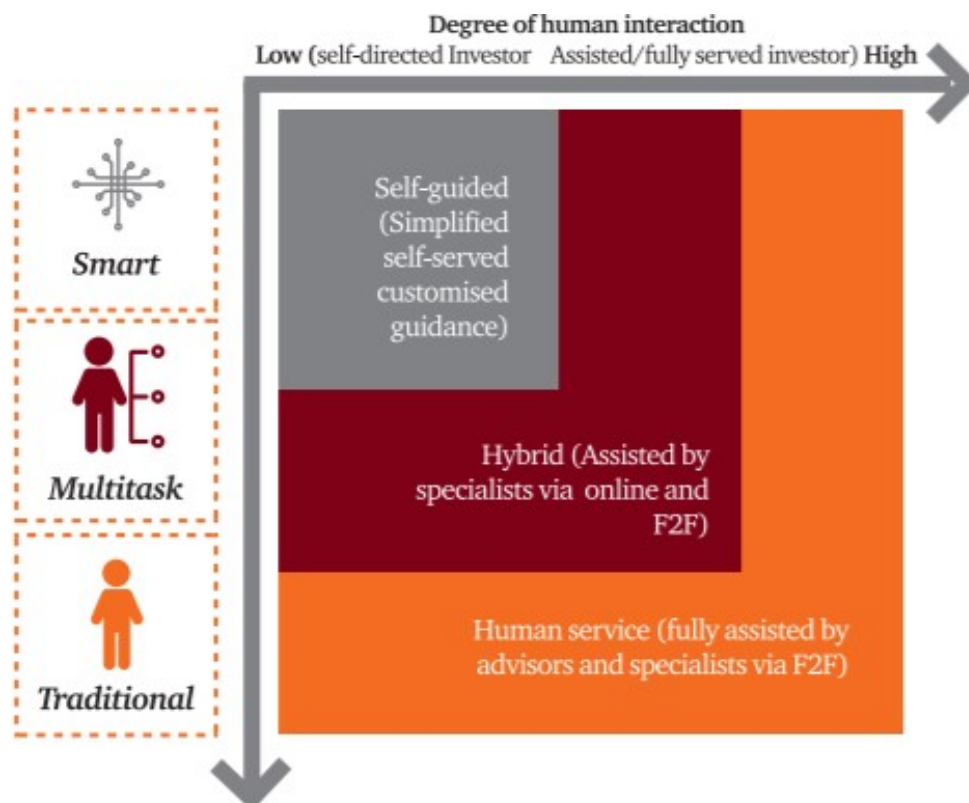 Degree of human interaction
Low (self-directed Investor Assisted/fully served investor) High
Smart
Self-guided
(Simplified
self-served
customised
guidance)
Multitask
Hybrid (Assisted by
specialists via online and
F2F)
Traditional
Human service (fully assisted by
advisors and specialists via F2F)